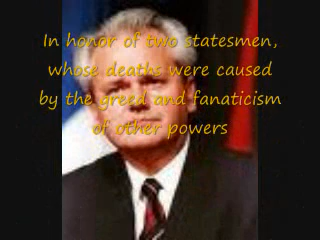 In honor of two statesmen,
whose deaths were caused
by the greed and fanaticism
of other powers